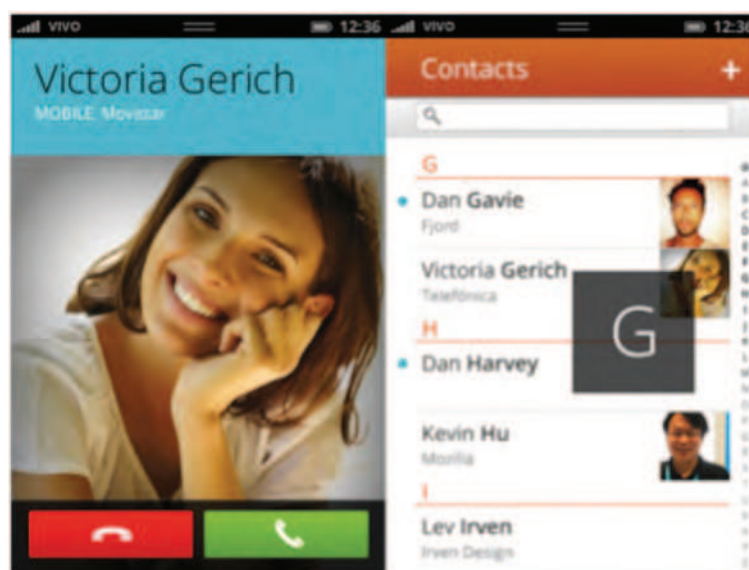 VIVO
12:36
Victoria Gerich
MOBILE, Movistar
VIVO
12:36
Contacts
+
G
Dan Gavie
Fjord
Victoria Gerich
Telefónica
G
H
Dan Harvey
Kevin Hu
Mozilla
I
Lev Irven
Irven Design